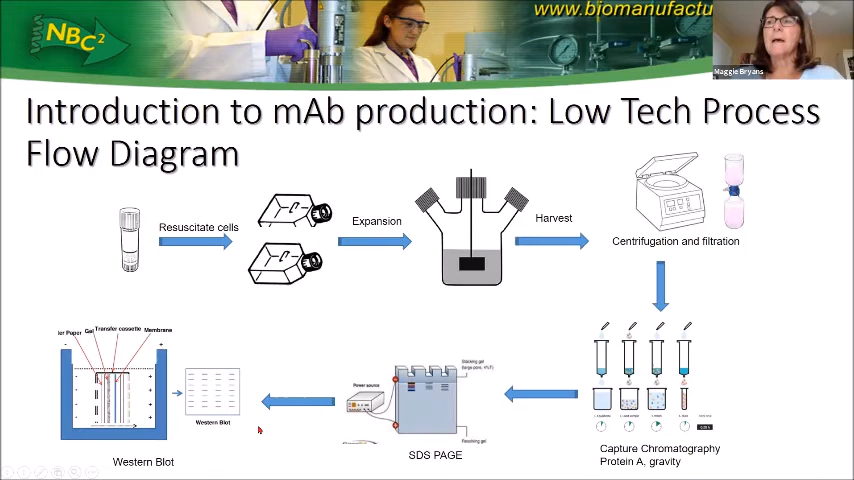 NBC²
www.biomanufactu
Maggie Bryans
Introduction to mAb production: Low Tech Process
Flow Diagram
Resuscitate cells
Expansion
Harvest
Centrifugation and filtration
ter Paper Gel Transfer cassette Membrane
- +
Western Blot
Western Blot
Power source
Stacking gel
Resolving gel
SDS PAGE
Capture Chromatography
Protein A, gravity